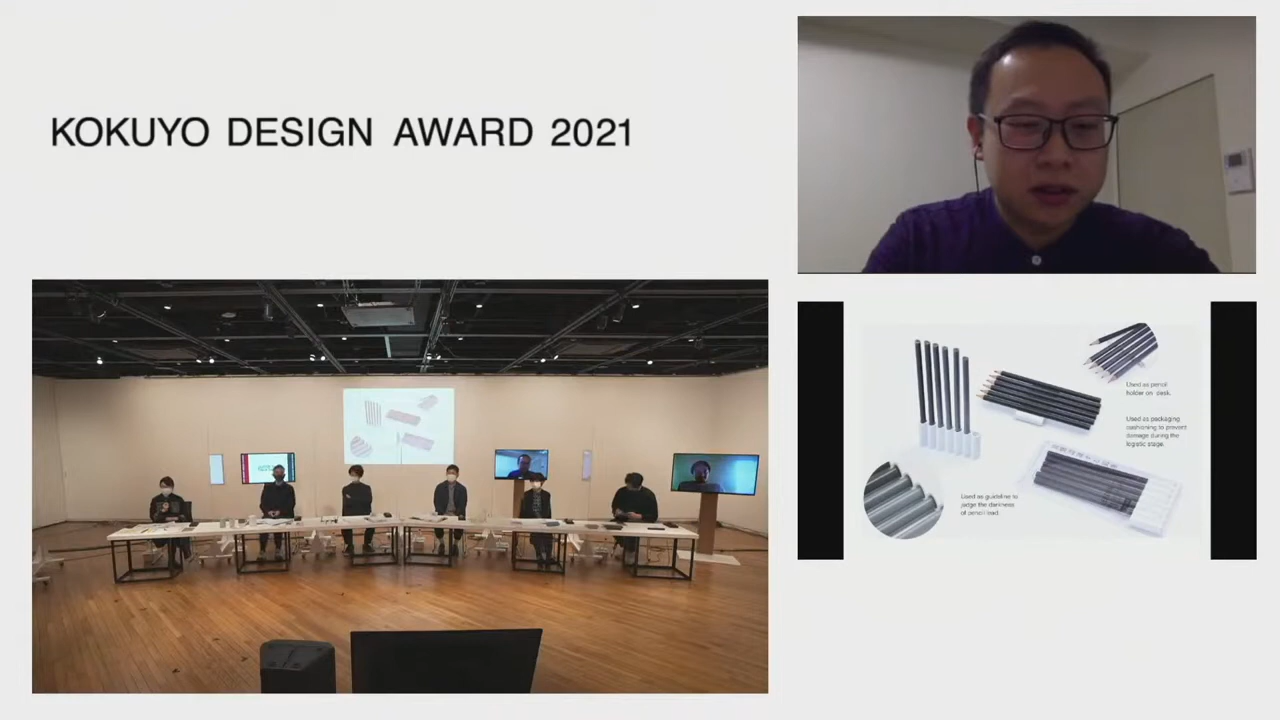 KOKUYO DESIGN AWARD 2021
Used as pencil
holder on desk.
Used as packaging
cushioning to prevent
damage during the
logistic stage.
Used as guideline to
judge the darkness
of pencil lead.